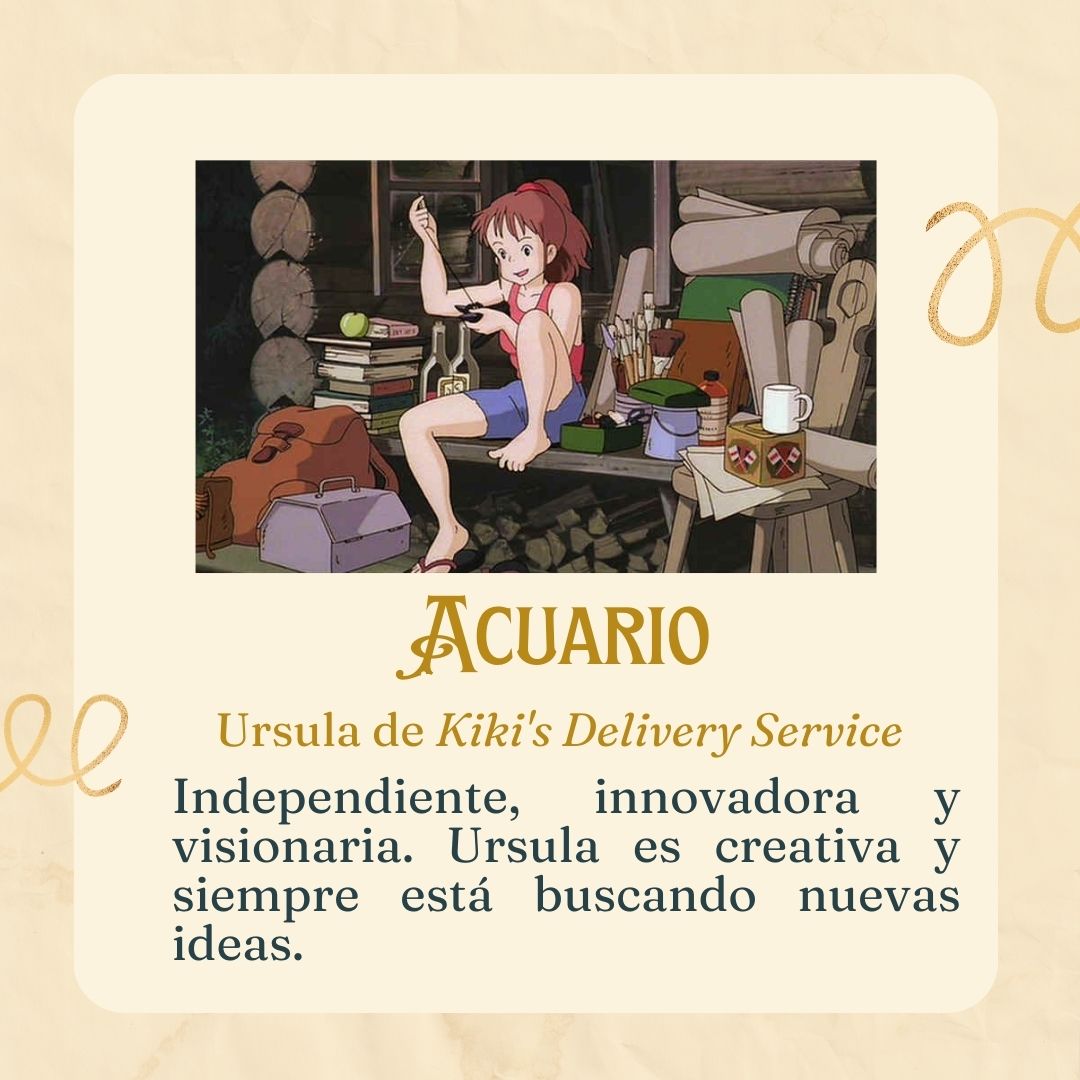 Acuario
Ursula de Kiki's Delivery Service
Independiente, innovadora y
visionaria. Ursula es creativa y
siempre está buscando nuevas
ideas.